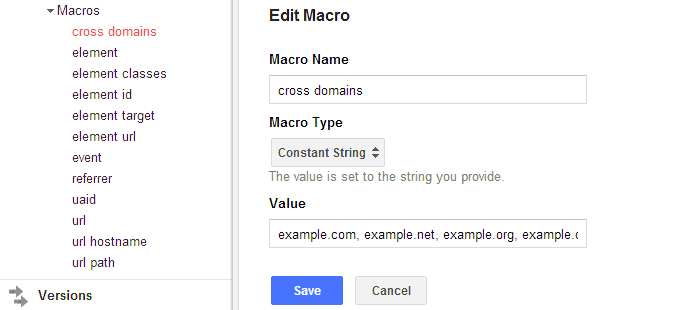 Macros
cross domains
element
element classes
element id
element target
element url
event
referrer
uaid
url
url hostname
url path
Versions
Edit Macro
Macro Name
cross domains
Macro Type
Constant String
The value is set to the string you provide.
Value
example.com, example.net, example.org,
Save
Cancel